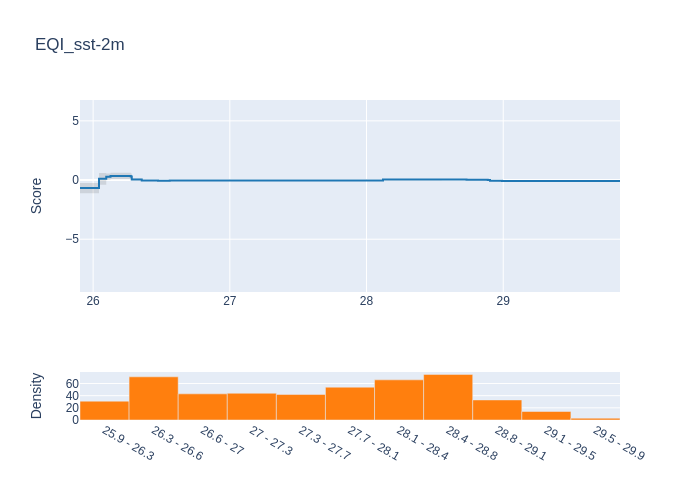 EQI_sst-2m
Score
5
0
−5
26
27
28
29
Density
60
40
20
0
25.9 - 26.3
26.3 - 26.6
26.6 - 27
27 - 27.3
27.3 - 27.7
27.7 - 28.1
28.1 - 28.4
28.4 - 28.8
28.8 - 29.1
29.1 - 29.5
29.5 - 29.9